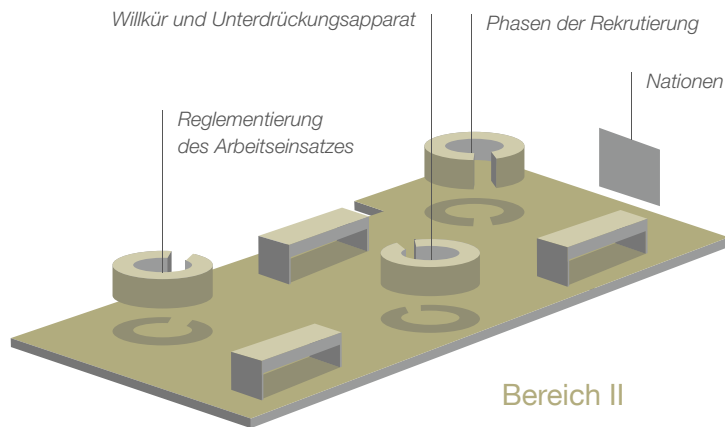 Willkür und Unterdrückungsapparat
Phasen der Rekrutierung
Nationen
Reglementierung
des Arbeitseinsatzes
Bereich II